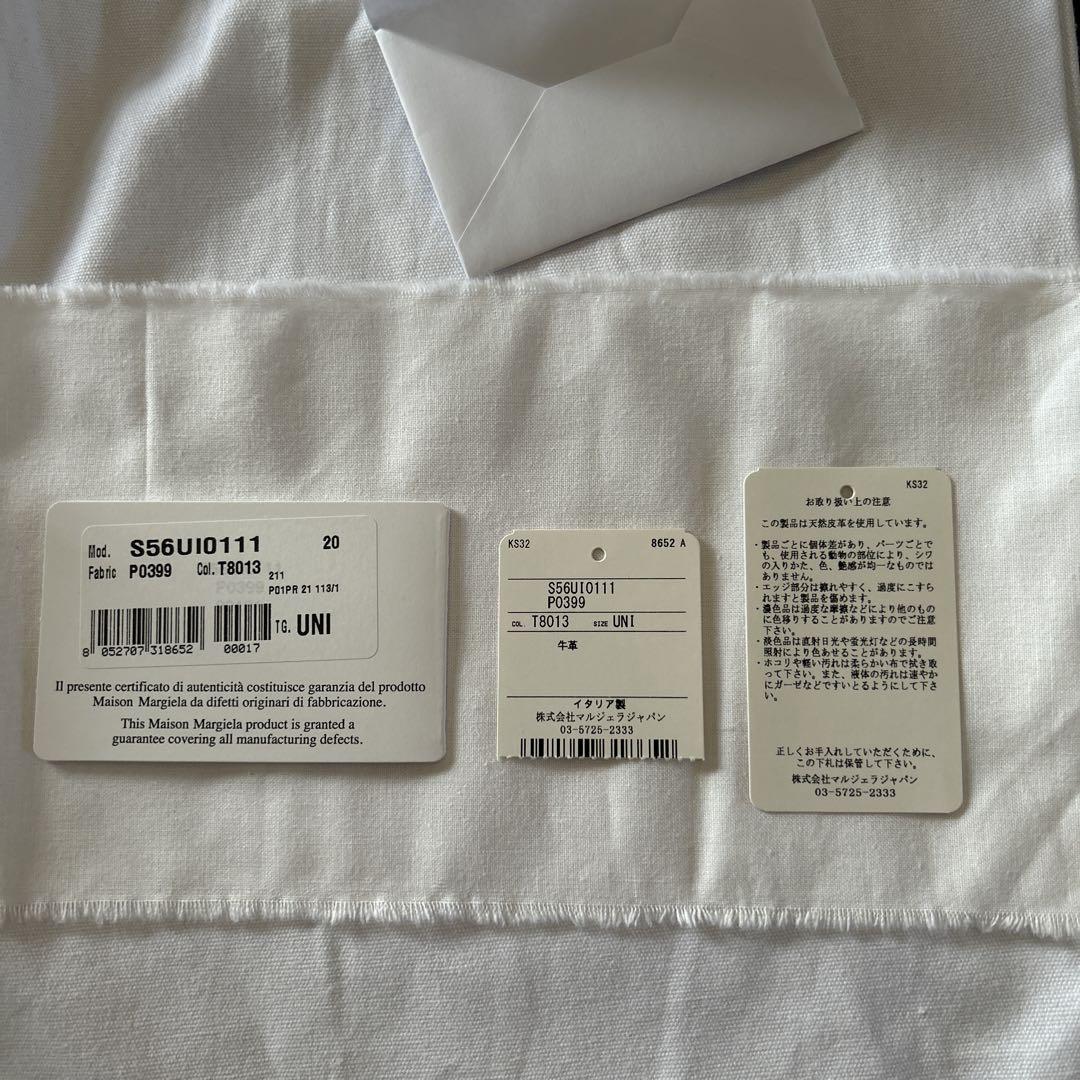 Mod. S56UI0111 20
Fabric P0399 Col. T8013 211
P0399 P01PR 21 113/1
TG. UNI
8 052707 318652 00017
Il presente certificato di autenticità costituisce garanzia del prodotto
Maison Margiela da difetti originari di fabbricazione.
This Maison Margiela product is granted a
guarantee covering all manufacturing defects.
KS32 8652 A
S56UI0111
P0399
COL. T8013 SIZE UNI
牛革
イタリア製
株式会社マルジェラジャパン
03-5725-2333
KS32
お取り扱い上の注意
この製品は天然皮革を使用しています。
・製品ごとに個体差があり、パーツごとで
も、使用される動物の部位により、シワ
の入りかた、色、艶感が均一なものでは
ありません。
・エッジ部分は擦れやすく、過度にこすら
れますと製品を傷めます。
・濃色品は過度な摩擦などにより他のもの
に色移りすることがありますのでご注意
下さい。
・淡色品は直射日光や蛍光灯などの長時間
照射により色あせることがあります。
・ホコリや軽い汚れは柔らかい布で拭き取
って下さい。また、液体の汚れは速やか
にガーゼなどですいとるようにして下さ
い。
正しくお手入れしていただくために、
この下札は保管して下さい。
株式会社マルジェラジャパン
03-5725-2333